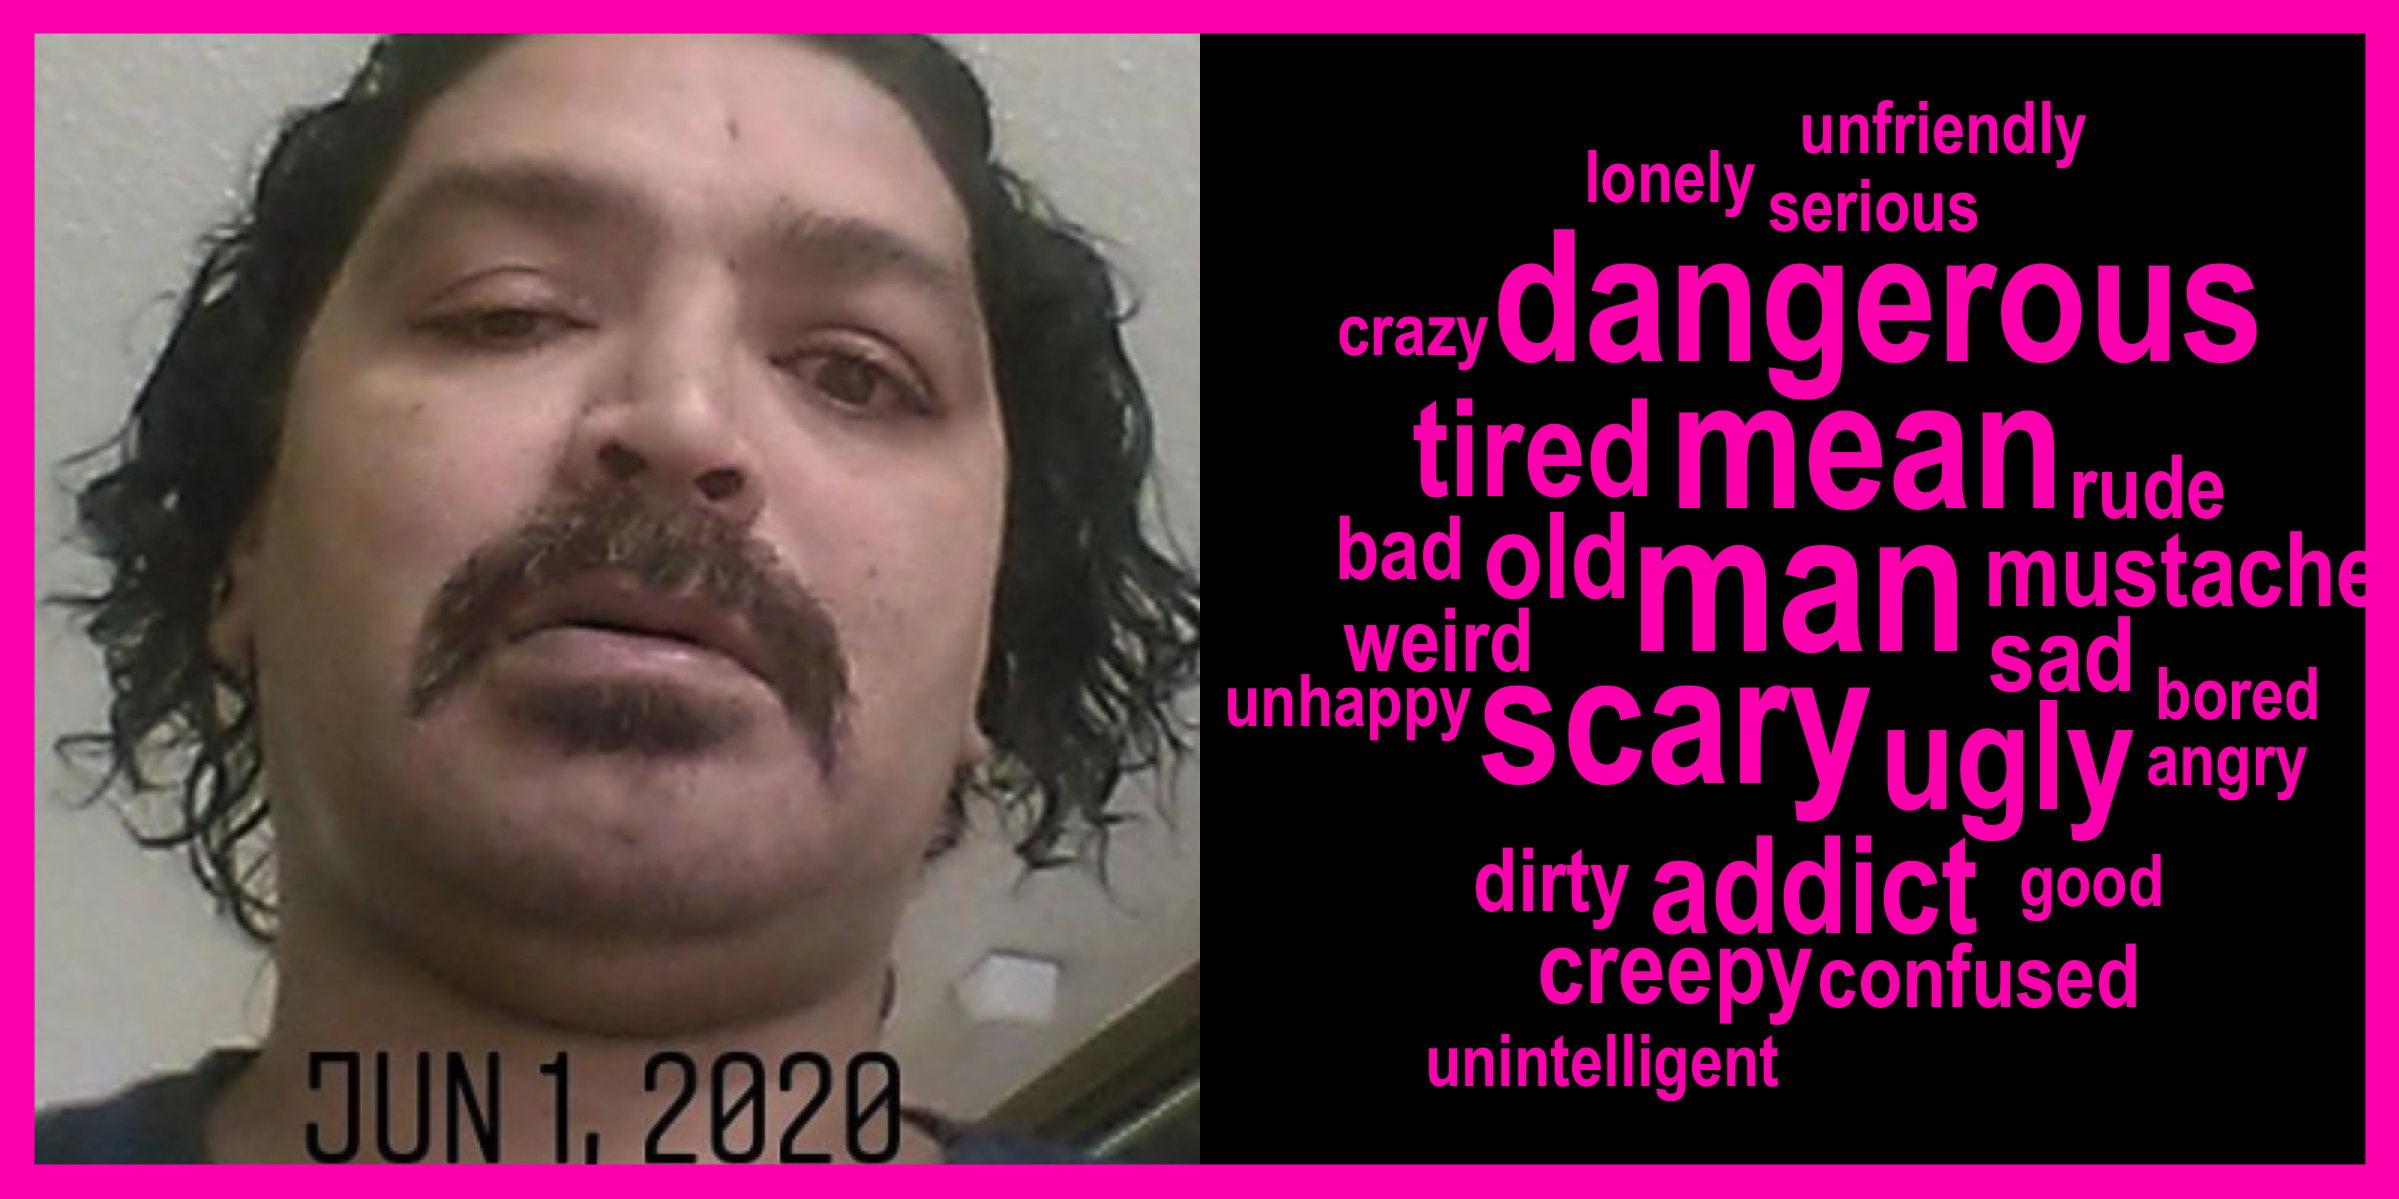 JUN 1, 2020
unfriendly
lonely
serious
dangerous
crazy
tired mean
rude
bad old man mustache
weird
sad
unhappy scary bored
ugly angry
dirty addict good
creepy confused
unintelligent